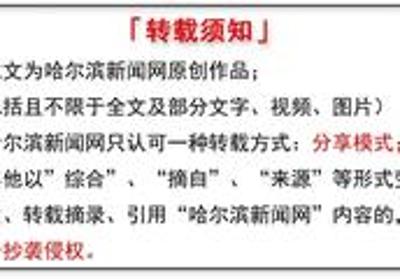 「转载须知」
文为哈尔滨新闻网原创作品；
括且不限于全文及部分文字、视频、图片）
尔滨新闻网只认可一种转载方式：分享模式；
他以”综合”、“摘自”、“来源”等形式
、转载摘录、引用“哈尔滨新闻网”内容的，
抄袭侵权。